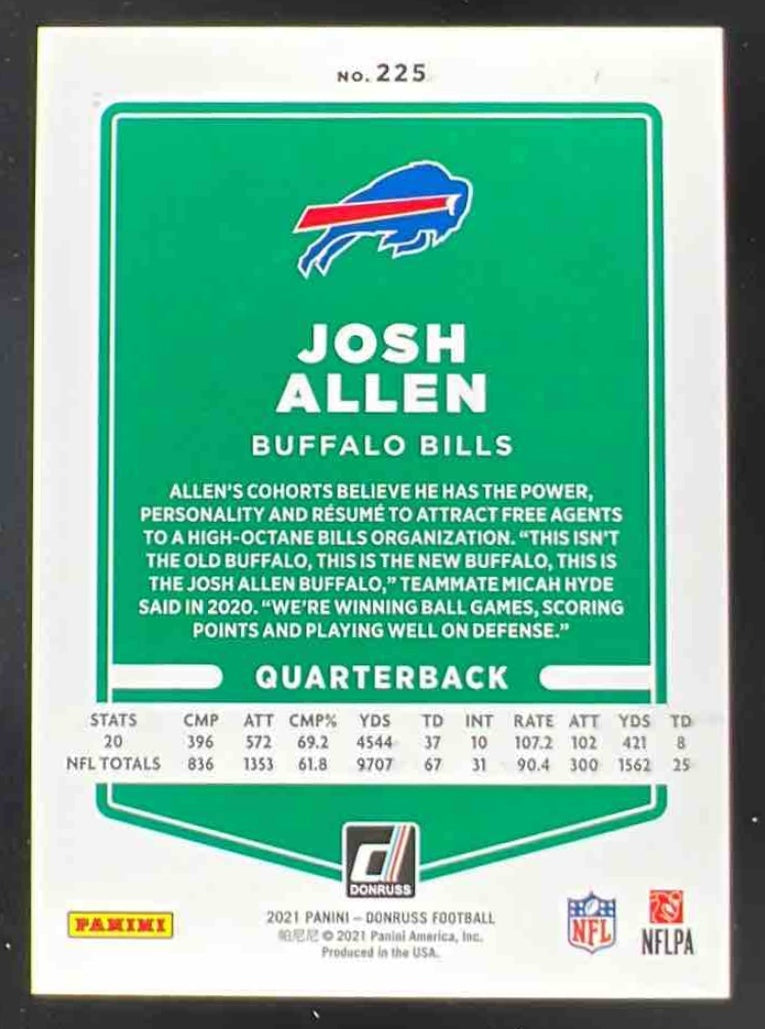 NO. 225
JOSH
ALLEN
BUFFALO BILLS
ALLEN'S COHORTS BELIEVE HE HAS THE POWER,
PERSONALITY AND RÉSUMÉ TO ATTRACT FREE AGENTS
TO A HIGH-OCTANE BILLS ORGANIZATION. "THIS ISN'T
THE OLD BUFFALO, THIS IS THE NEW BUFFALO, THIS IS
THE JOSH ALLEN BUFFALO," TEAMMATE MICAH HYDE
SAID IN 2020. "WE'RE WINNING BALL GAMES, SCORING
POINTS AND PLAYING WELL ON DEFENSE."
QUARTERBACK
STATS CMP ATT CMP% YDS TD INT RATE ATT YDS TD
20 396 572 69.2 4544 37 10 107.2 102 421 8
NFL TOTALS 836 1353 61.8 9707 67 31 90.4 300 1562 25
DONRUSS
PANINI
2021 PANINI – DONRUSS FOOTBALL
帕尼尼 © 2021 Panini America, Inc.
Produced in the USA.
NFL
NFLPA